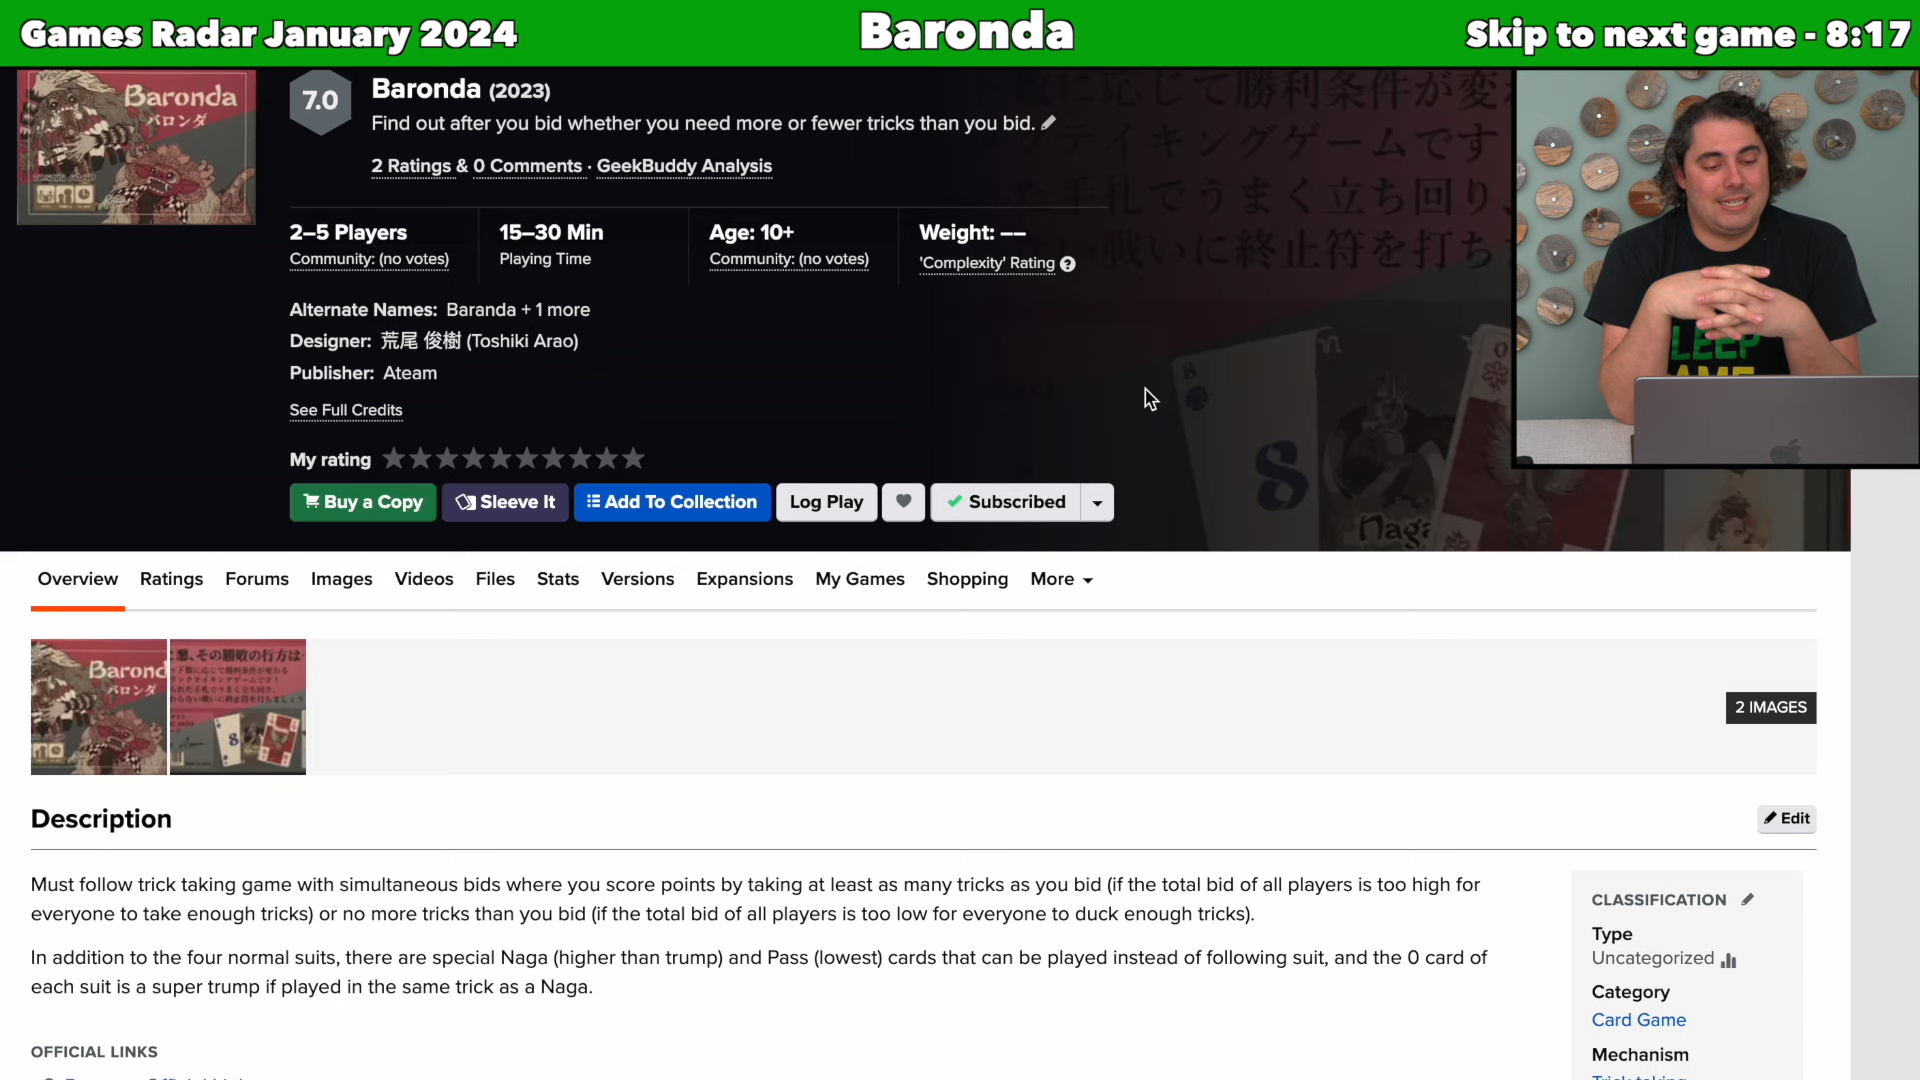 Games Radar January 2024
Baronda
Skip to next game - 8:17
Baronda
バロンダ
7.0
Baronda (2023)
Find out after you bid whether you need more or fewer tricks than you bid.
2 Ratings & 0 Comments · GeekBuddy Analysis
2–5 Players
Community: (no votes)
15–30 Min
Playing Time
Age: 10+
Community: (no votes)
Weight: ––
'Complexity' Rating
Alternate Names: Baranda + 1 more
Designer: 荒尾 俊樹 (Toshiki Arao)
Publisher: Ateam
See Full Credits
My rating
Buy a Copy
Sleeve It
Add To Collection
Log Play
Subscribed
8
8
Naga
0
Overview
Ratings
Forums
Images
Videos
Files
Stats
Versions
Expansions
My Games
Shopping
More
Barond
バロンダ
8
2 IMAGES
Description
Edit
Must follow trick taking game with simultaneous bids where you score points by taking at least as many tricks as you bid (if the total bid of all players is too high for
everyone to take enough tricks) or no more tricks than you bid (if the total bid of all players is too low for everyone to duck enough tricks).
In addition to the four normal suits, there are special Naga (higher than trump) and Pass (lowest) cards that can be played instead of following suit, and the 0 card of
each suit is a super trump if played in the same trick as a Naga.
OFFICIAL LINKS
CLASSIFICATION
Type
Uncategorized
Category
Card Game
Mechanism